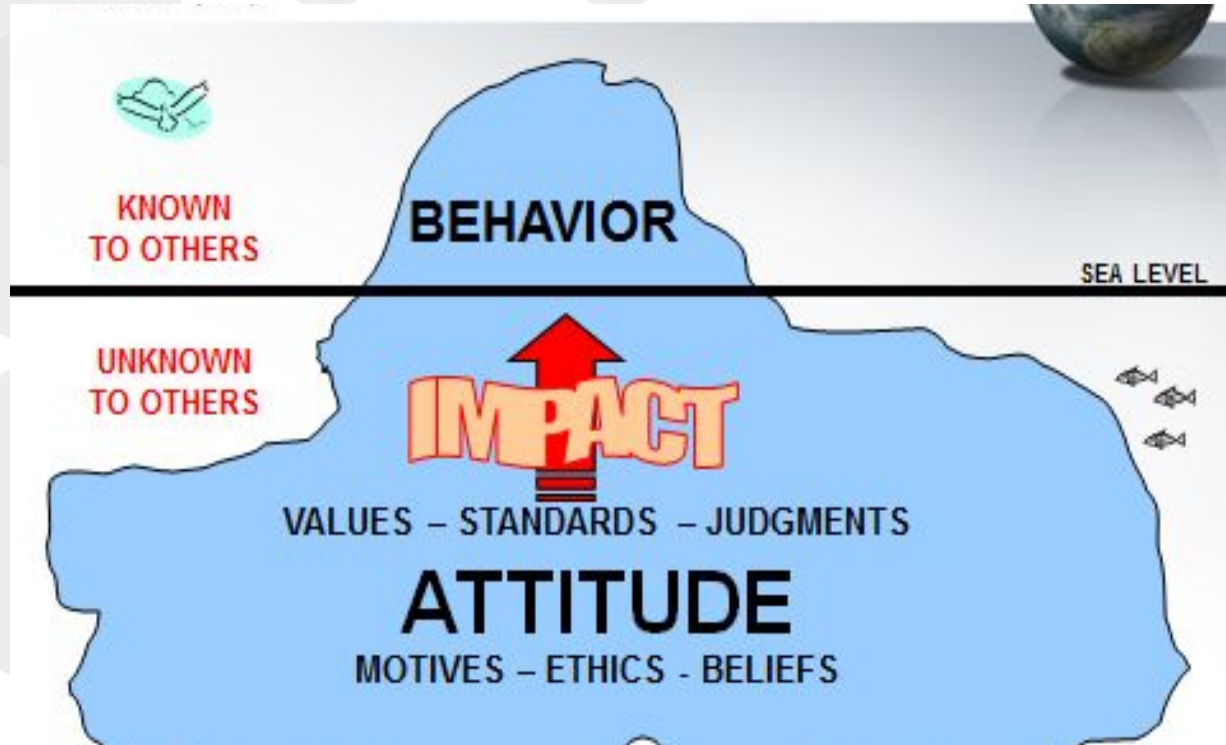 KNOWN
TO OTHERS
BEHAVIOR
SEA LEVEL
UNKNOWN
TO OTHERS
IMPACT
VALUES – STANDARDS – JUDGMENTS
ATTITUDE
MOTIVES – ETHICS - BELIEFS